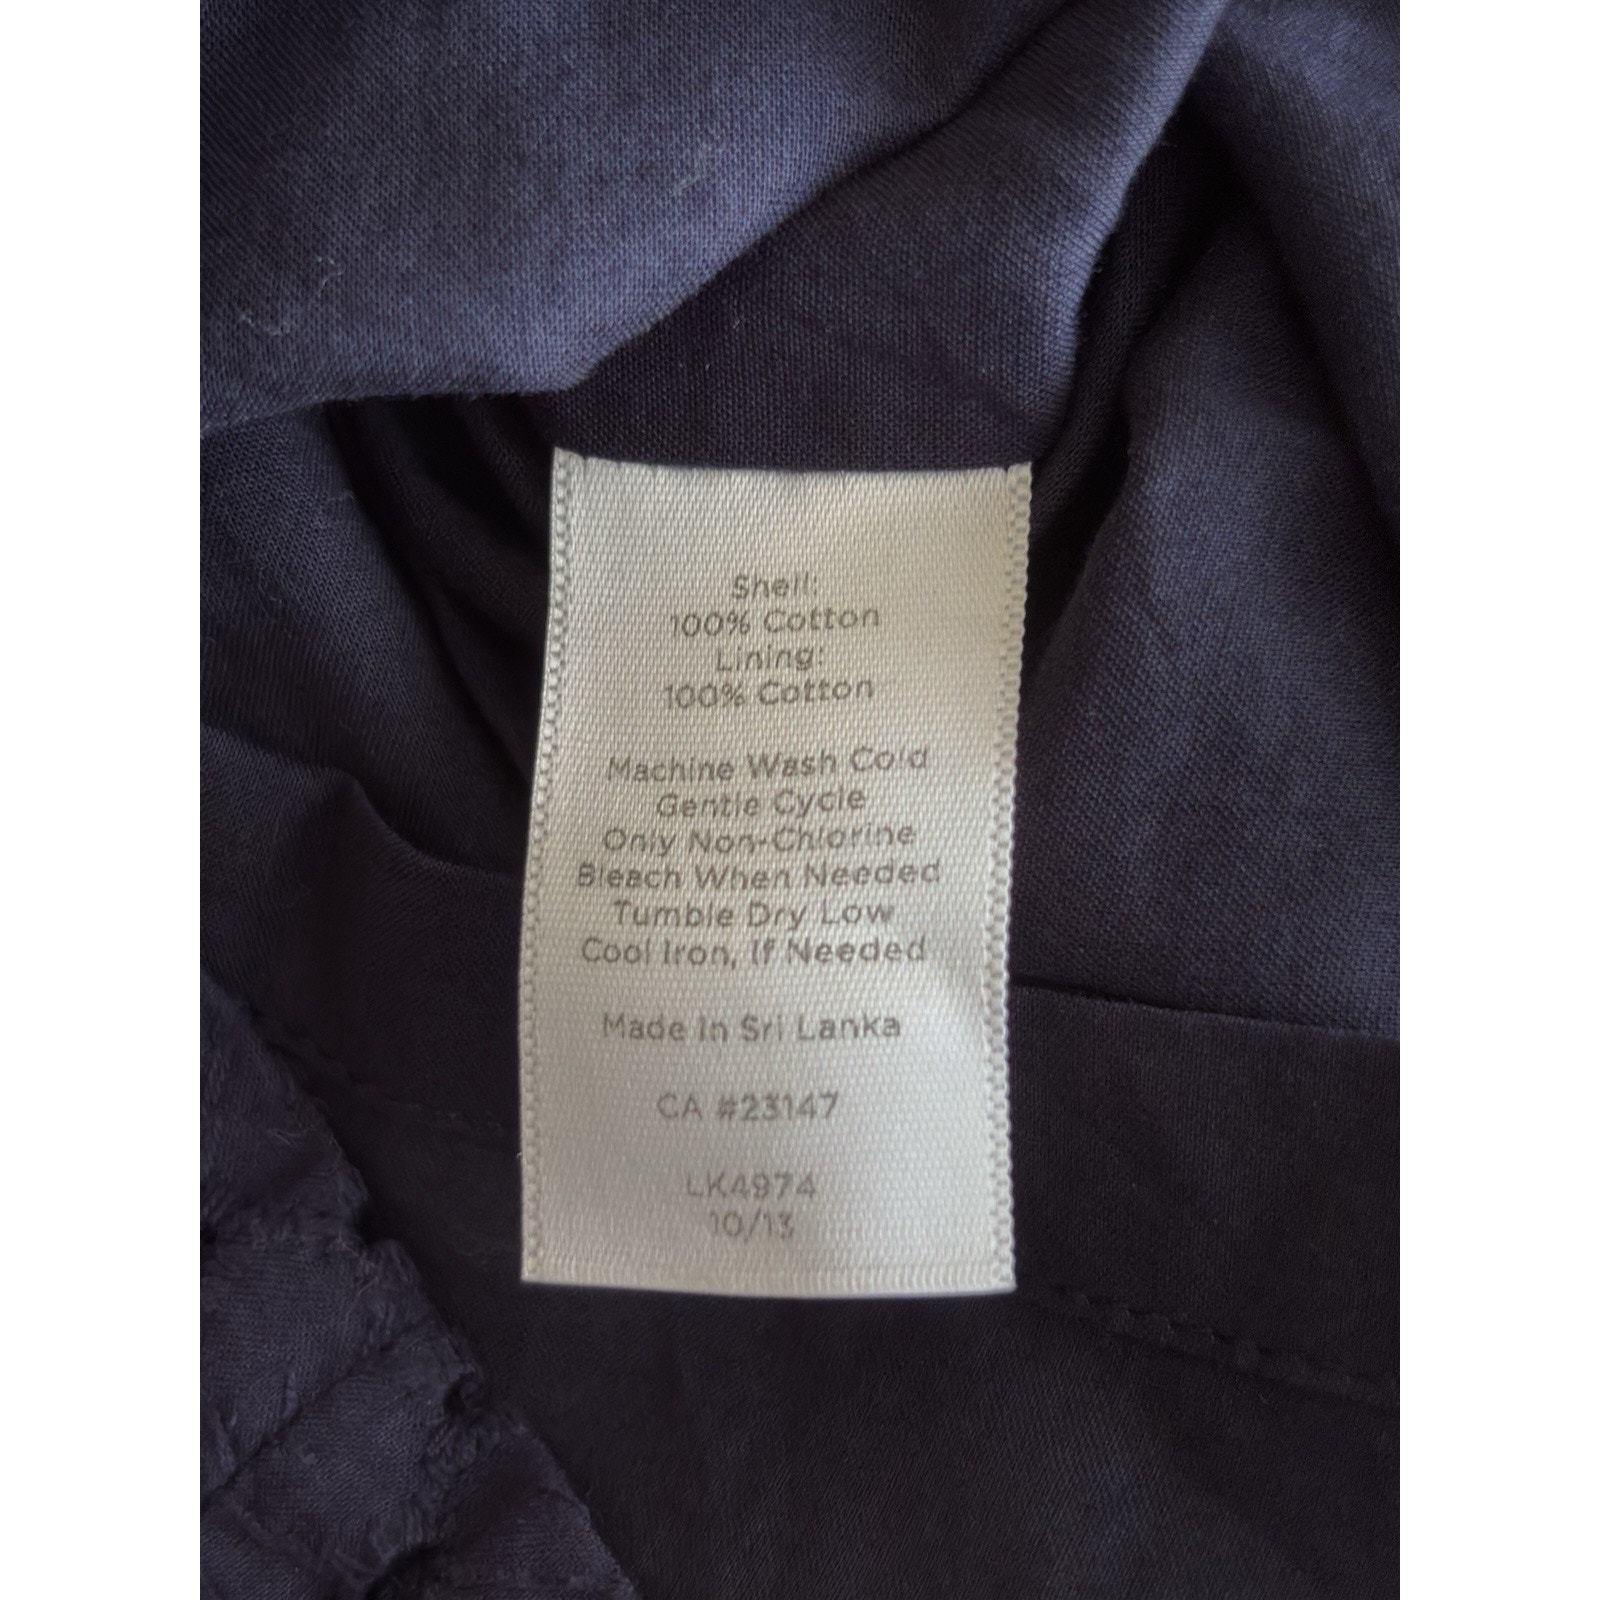 Shell:
100% Cotton
Lining:
100% Cotton
Machine Wash Cold
Gentle Cycle
Only Non-Chlorine
Bleach When Needed
Tumble Dry Low
Cool Iron, If Needed
Made In Sri Lanka
CA #23147
LK4974
10/13